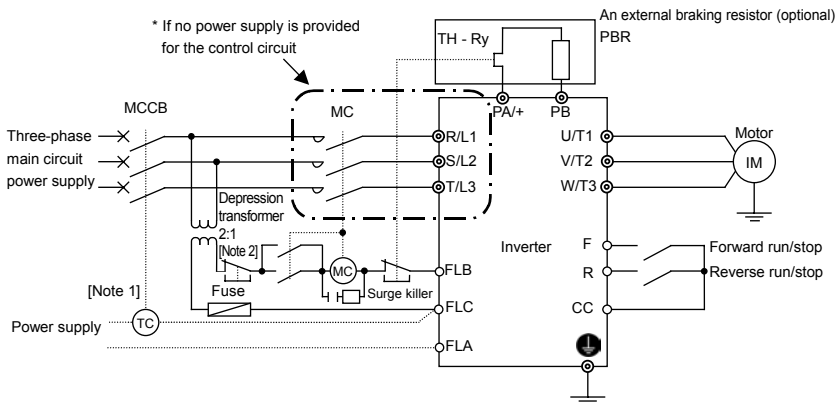 * If no power supply is provided
for the control circuit
An external braking resistor (optional)
PBR
TH - Ry
MCCB
MC
PA/+
PB
Three-phase
main circuit
power supply
R/L1
S/L2
T/L3
U/T1
V/T2
W/T3
Motor
IM
Depression
transformer
2:1
[Note 2]
Inverter
F
Forward run/stop
R
Reverse run/stop
MC
FLB
[Note 1]
Fuse
Surge killer
FLC
CC
Power supply
TC
FLA